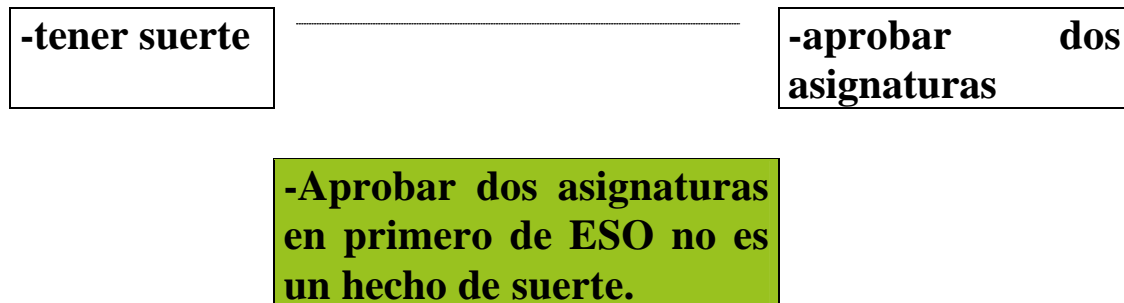 -tener suerte
-aprobar dos
asignaturas
-Aprobar dos asignaturas
en primero de ESO no es
un hecho de suerte.